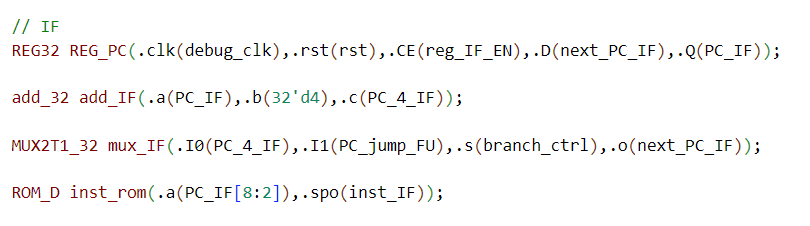 // IF
REG32 REG_PC(.clk(debug_clk),.rst(rst),.CE(reg_IF_EN),.D(next_PC_IF),.Q(PC_IF));
add_32 add_IF(.a(PC_IF),.b(32'd4),.c(PC_4_IF));
MUX2T1_32 mux_IF(.I0(PC_4_IF),.I1(PC_jump_FU),.s(branch_ctrl),.o(next_PC_IF));
ROM_D inst_rom(.a(PC_IF[8:2]),.spo(inst_IF));